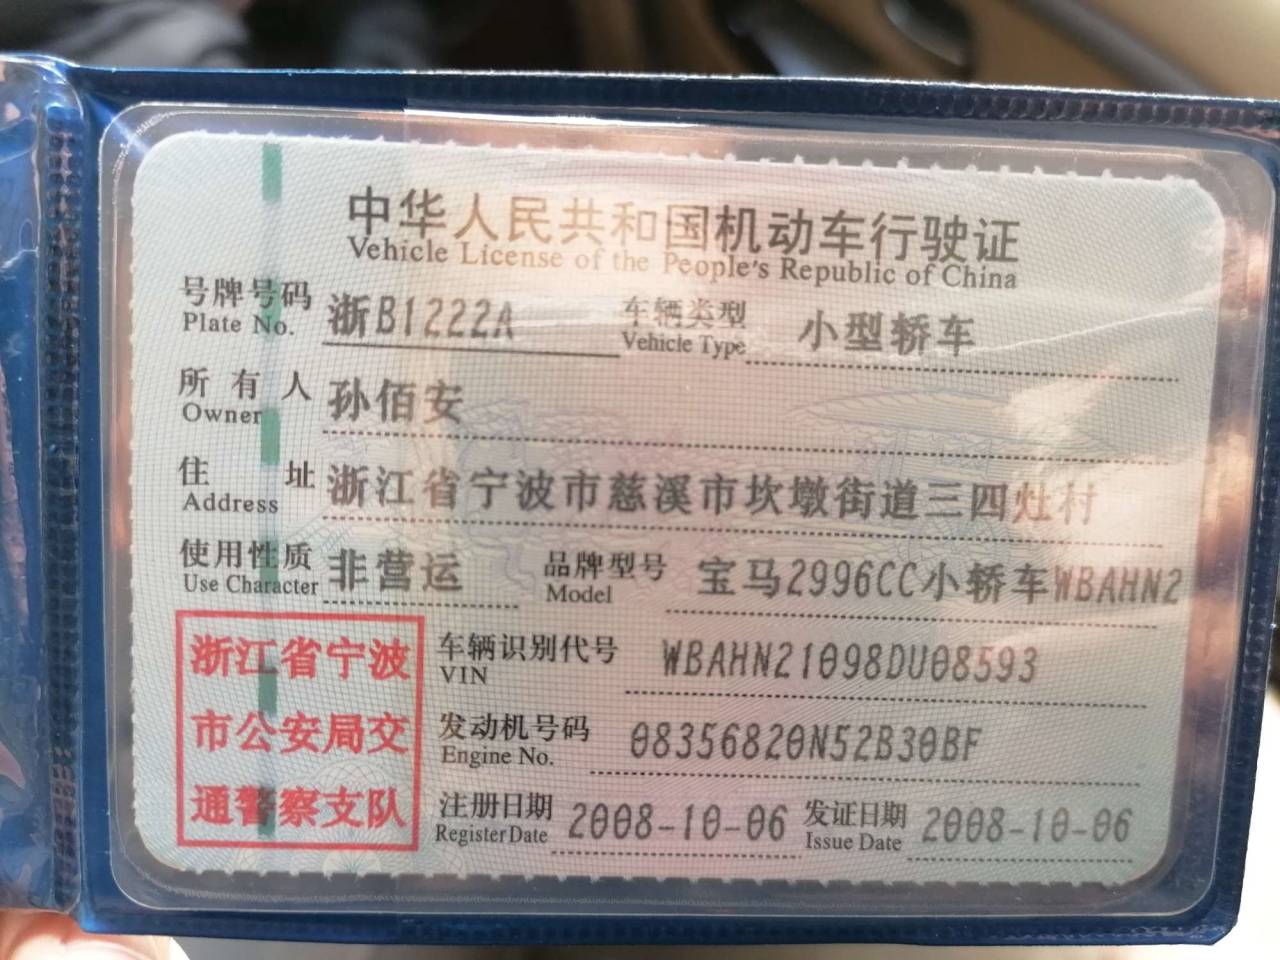 中华人民共和国机动车行驶证
Vehicle License of the People's Republic of China
号牌号码 浙B1222A 车辆类型 小型轿车
Plate No. Vehicle Type
所有人 孙佰安
Owner
住址 浙江省宁波市慈溪市坎墩街道三四灶村
Address
使用性质 非营运 品牌型号 宝马2996CC小轿车WBAHN2
Use Character Model
浙江省宁波
市公安局交
通警察支队
车辆识别代号 WBAHN21098DU08593
VIN
发动机号码 08356820N52B30BF
Engine No.
注册日期 2008-10-06 发证日期 2008-10-06
Register Date Issue Date